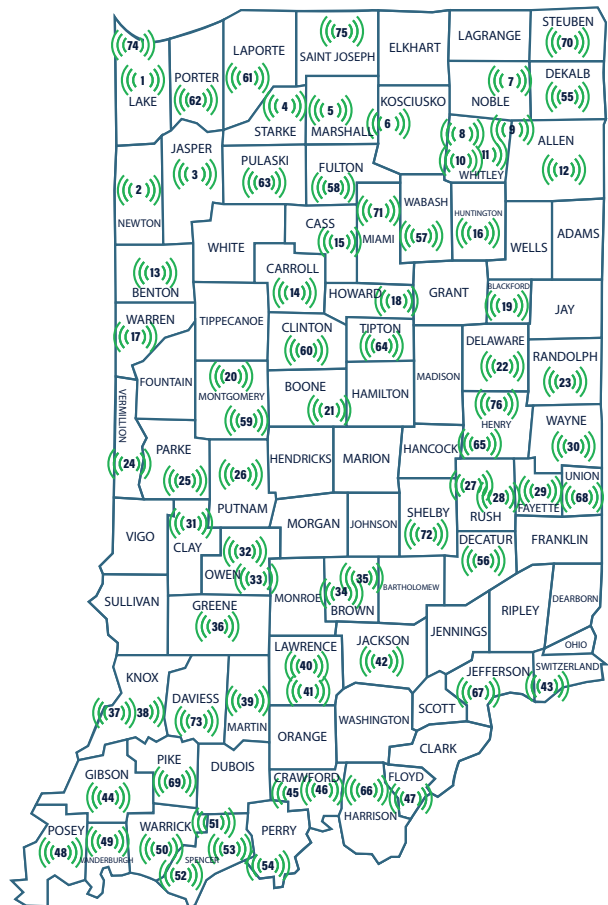 STEUBEN
75
74
LAPORTE
ELKHART
LAGRANGE
70
SAINT JOSEPH
PORTER
61
7
DEKALB
1
62
KOSCIUSKO
NOBLE
55
LAKE
4
5
6
STARKE
MARSHALL
8
9
JASPER
ALLEN
PULASKI
FULTON
10
11
3
WHITLEY
12
2
63
58
WABASH
NEWTON
71
HUNTINGTON
CASS
57
16
ADAMS
WHITE
15
MIAMI
WELLS
CARROLL
13
GRANT
BENTON
14
HOWARD
18
BLACKFORD
19
JAY
WARREN
TIPPECANOE
17
CLINTON
TIPTON
DELAWARE
60
64
RANDOLPH
22
20
MADISON
FOUNTAIN
BOONE
HAMILTON
23
MONTGOMERY
21
76
VERMILLION
59
HENRY
WAYNE
HANCOCK
65
30
PARKE
HENDRICKS
MARION
24
26
UNION
25
27
28
29
68
PUTNAM
SHELBY
RUSH
FAYETTE
31
MORGAN
JOHNSON
VIGO
72
DECATUR
FRANKLIN
CLAY
32
56
OWEN
33
35
BARTHOLOMEW
34
MONROE
DEARBORN
SULLIVAN
GREENE
BROWN
RIPLEY
36
JENNINGS
LAWRENCE
JACKSON
OHIO
40
42
JEFFERSON
SWITZERLAND
KNOX
41
67
43
DAVIESS
39
SCOTT
37
38
73
WASHINGTON
MARTIN
ORANGE
CLARK
PIKE
DUBOIS
GIBSON
69
CRAWFORD
FLOYD
44
45
46
66
47
HARRISON
POSEY
WARRICK
51
PERRY
49
48
50
53
VANDERBURGH
SPENCER
54
52